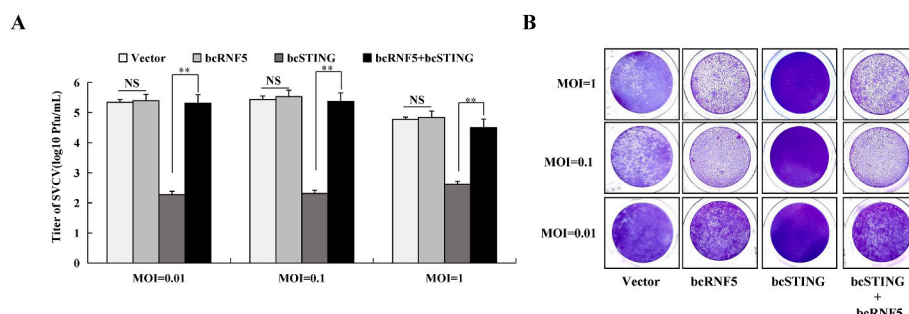 A
B
Vector bcRNF5 bcSTING bcRNF5+bcSTING
Titer of SVCV(log10 Pfu/mL)
6
5
4
3
2
1
0
NS ** NS ** NS **
MOI=0.01 MOI=0.1 MOI=1
MOI=1
MOI=0.1
MOI=0.01
Vector bcRNF5 bcSTING bcSTING
+
bcRNF5